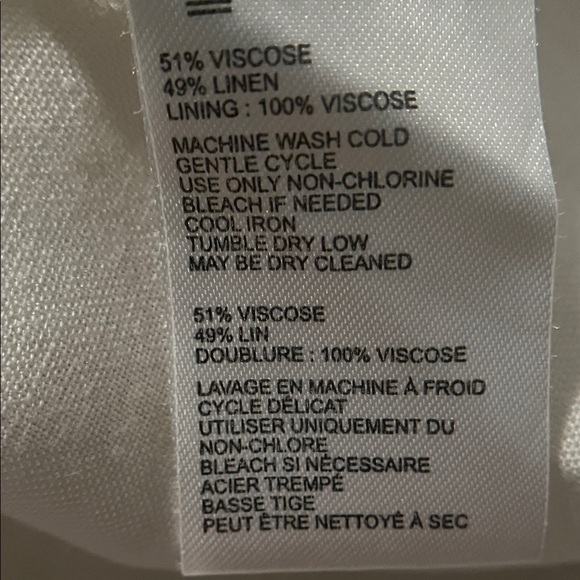 51% VISCOSE
49% LINEN
LINING : 100% VISCOSE
MACHINE WASH COLD
GENTLE CYCLE
USE ONLY NON-CHLORINE
BLEACH IF NEEDED
COOL IRON
TUMBLE DRY LOW
MAY BE DRY CLEANED
51% VISCOSE
49% LIN
DOUBLURE : 100% VISCOSE
LAVAGE EN MACHINE À FROID
CYCLE DÉLICAT
UTILISER UNIQUEMENT DU
NON-CHLORE
BLEACH SI NÉCESSAIRE
ACIER TREMPÉ
BASSE TIGE
PEUT ÊTRE NETTOYÉ À SEC